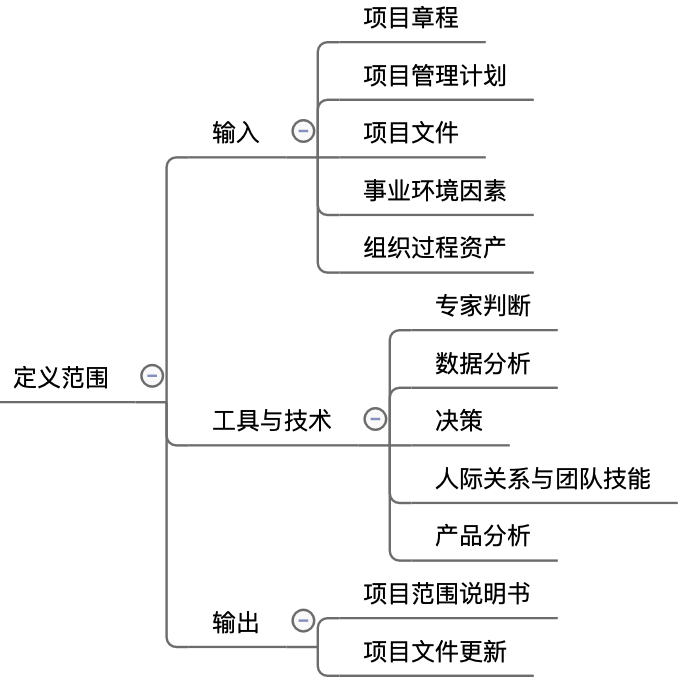 定义范围
输入
项目章程
项目管理计划
项目文件
事业环境因素
组织过程资产
工具与技术
专家判断
数据分析
决策
人际关系与团队技能
产品分析
输出
项目范围说明书
项目文件更新